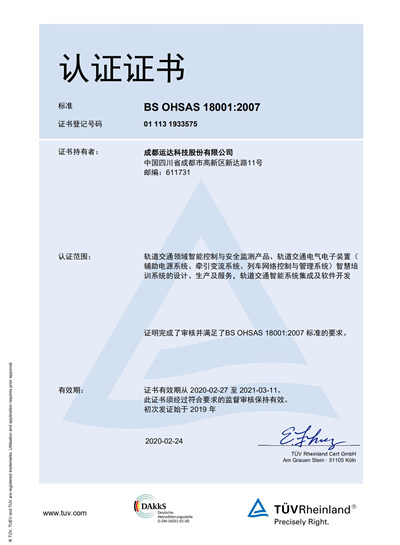 认证证书
标准 BS OHSAS 18001:2007
证书登记号码 01 113 1933575
证书持有者： 成都运达科技股份有限公司
中国四川省成都市高新区新达路11号
邮编：611731
认证范围： 轨道交通领域智能控制与安全监测产品、轨道交通电气电子装置（
辅助电源系统、牵引变流系统、列车网络控制与管理系统）智慧培
训系统的设计、生产及服务，轨道交通智能系统集成及软件开发
证明完成了审核并满足了BS OHSAS 18001:2007 标准的要求。
有效期： 证书有效期从 2020-02-27 至 2021-03-11。
此证书须经过符合要求的监督审核保持有效。
初次发证始于 2019 年
2020-02-24
TÜV Rheinland Cert GmbH
Am Grauen Stein · 51105 Köln
www.tuv.com
DAkkS
Deutsche
Akkreditierungsstelle
D-ZM-16031-01-00
TÜVRheinland®
Precisely Right.
® TÜV, TUEV and TUV are registered trademarks. Utilisation and application requires prior approval.